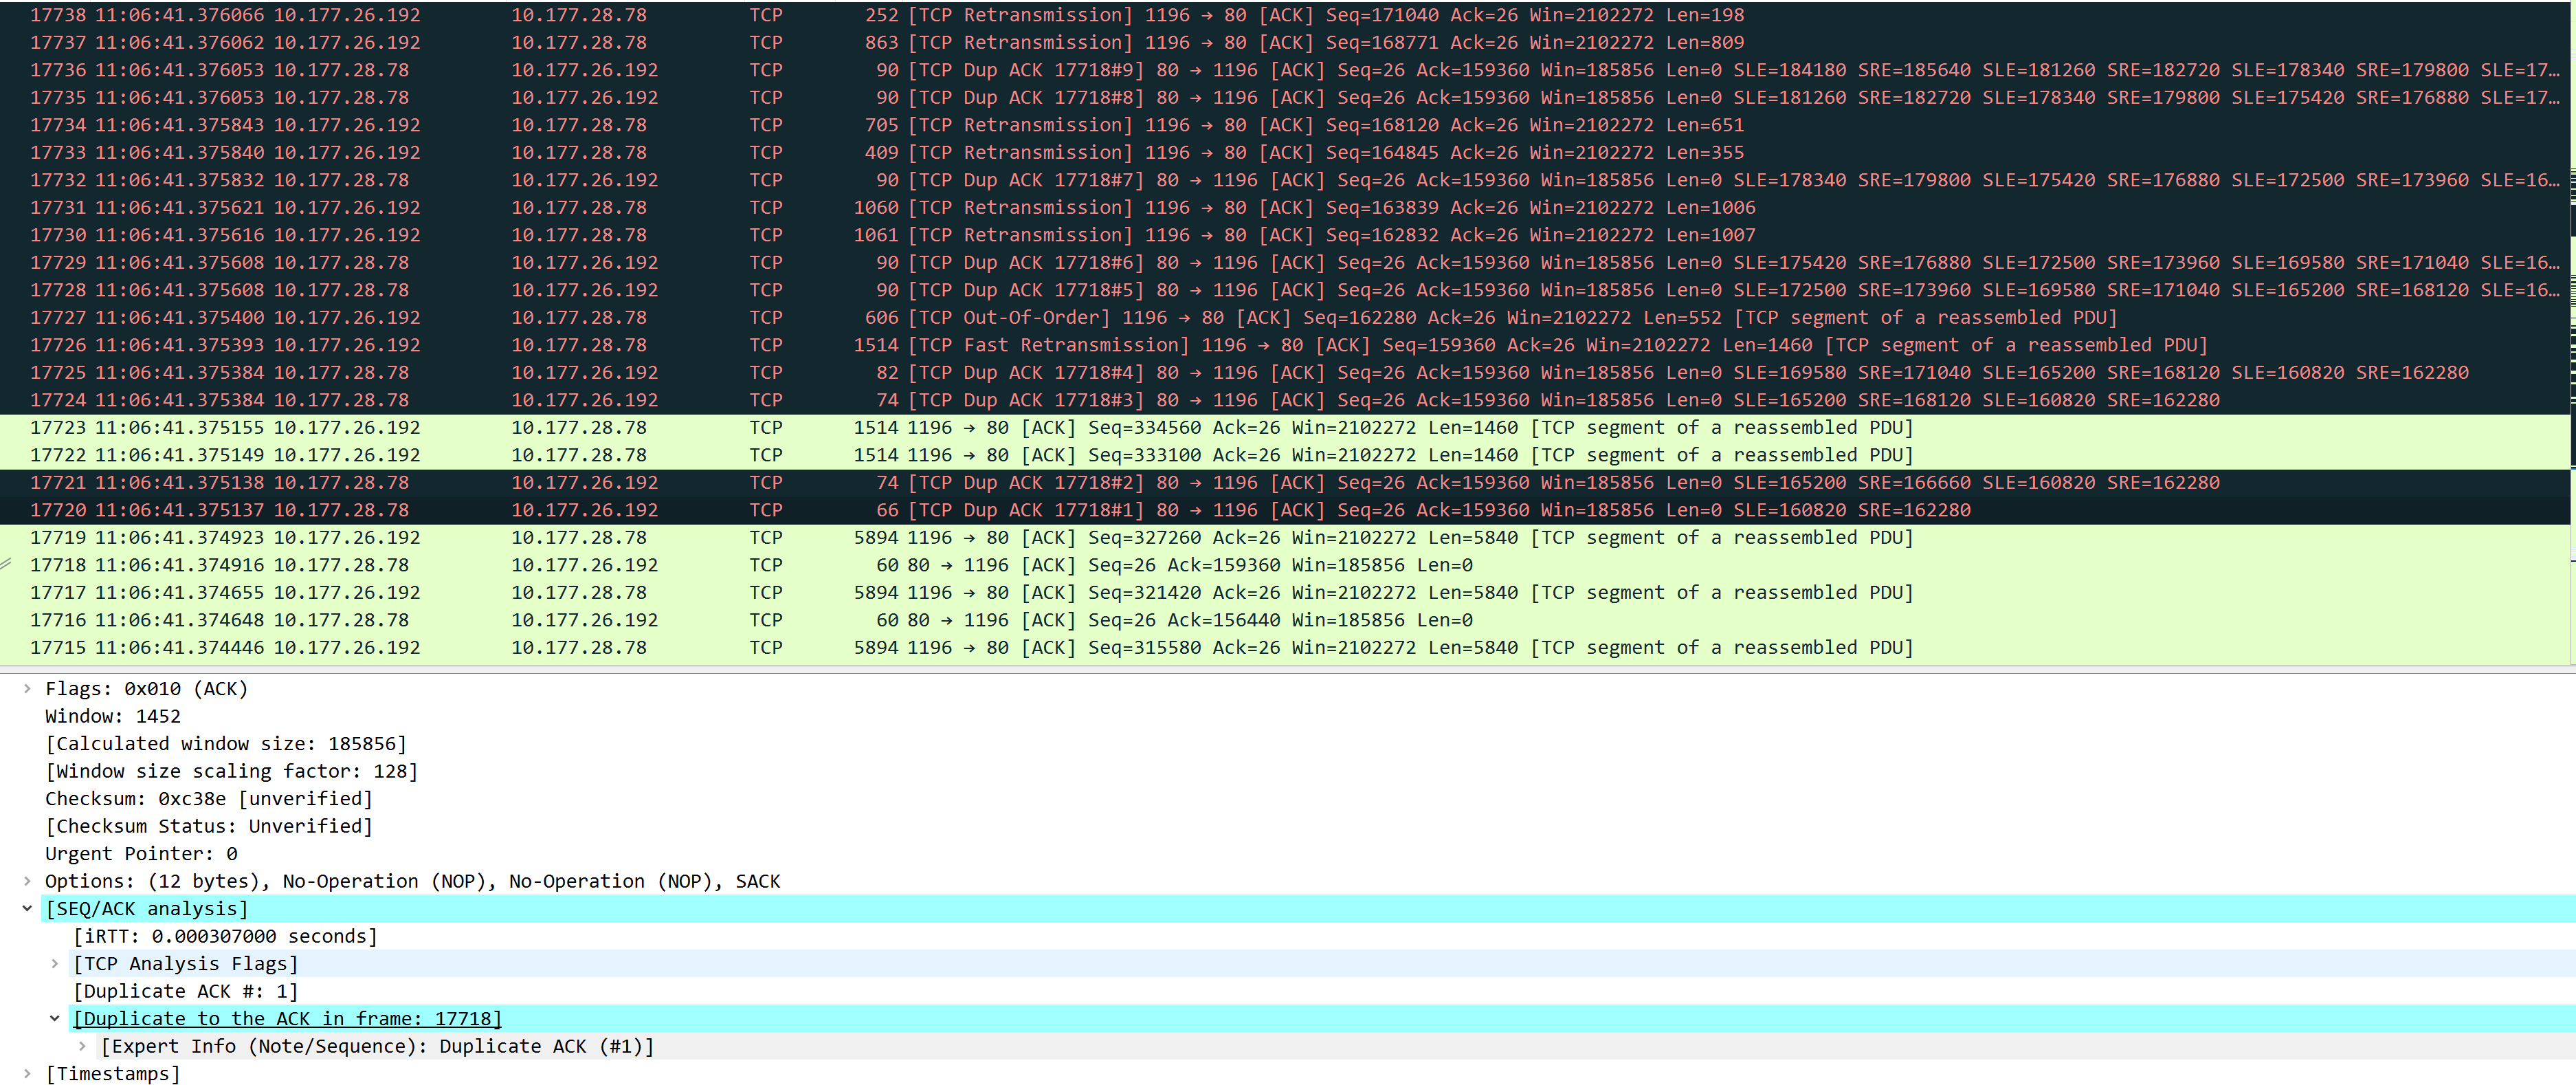 17738 11:06:41.376066 10.177.26.192 10.177.28.78 TCP 252 [TCP Retransmission] 1196 → 80 [ACK] Seq=171040 Ack=26 Win=2102272 Len=198
17737 11:06:41.376062 10.177.26.192 10.177.28.78 TCP 863 [TCP Retransmission] 1196 → 80 [ACK] Seq=168771 Ack=26 Win=2102272 Len=809
17736 11:06:41.376053 10.177.28.78 10.177.26.192 TCP 90 [TCP Dup ACK 17718#9] 80 → 1196 [ACK] Seq=26 Ack=159360 Win=185856 Len=0 SLE=184180 SRE=185640 SLE=181260 SRE=182720 SLE=178340 SRE=179800 SLE=17…
17735 11:06:41.376053 10.177.28.78 10.177.26.192 TCP 90 [TCP Dup ACK 17718#8] 80 → 1196 [ACK] Seq=26 Ack=159360 Win=185856 Len=0 SLE=181260 SRE=182720 SLE=178340 SRE=179800 SLE=175420 SRE=176880 SLE=17…
17734 11:06:41.375843 10.177.26.192 10.177.28.78 TCP 705 [TCP Retransmission] 1196 → 80 [ACK] Seq=168120 Ack=26 Win=2102272 Len=651
17733 11:06:41.375840 10.177.26.192 10.177.28.78 TCP 409 [TCP Retransmission] 1196 → 80 [ACK] Seq=164845 Ack=26 Win=2102272 Len=355
17732 11:06:41.375832 10.177.28.78 10.177.26.192 TCP 90 [TCP Dup ACK 17718#7] 80 → 1196 [ACK] Seq=26 Ack=159360 Win=185856 Len=0 SLE=178340 SRE=179800 SLE=175420 SRE=176880 SLE=172500 SRE=173960 SLE=16…
17731 11:06:41.375621 10.177.26.192 10.177.28.78 TCP 1060 [TCP Retransmission] 1196 → 80 [ACK] Seq=163839 Ack=26 Win=2102272 Len=1006
17730 11:06:41.375616 10.177.26.192 10.177.28.78 TCP 1061 [TCP Retransmission] 1196 → 80 [ACK] Seq=162832 Ack=26 Win=2102272 Len=1007
17729 11:06:41.375608 10.177.28.78 10.177.26.192 TCP 90 [TCP Dup ACK 17718#6] 80 → 1196 [ACK] Seq=26 Ack=159360 Win=185856 Len=0 SLE=175420 SRE=176880 SLE=172500 SRE=173960 SLE=169580 SRE=171040 SLE=16…
17728 11:06:41.375608 10.177.28.78 10.177.26.192 TCP 90 [TCP Dup ACK 17718#5] 80 → 1196 [ACK] Seq=26 Ack=159360 Win=185856 Len=0 SLE=172500 SRE=173960 SLE=169580 SRE=171040 SLE=165200 SRE=168120 SLE=16…
17727 11:06:41.375400 10.177.26.192 10.177.28.78 TCP 606 [TCP Out-Of-Order] 1196 → 80 [ACK] Seq=162280 Ack=26 Win=2102272 Len=552 [TCP segment of a reassembled PDU]
17726 11:06:41.375393 10.177.26.192 10.177.28.78 TCP 1514 [TCP Fast Retransmission] 1196 → 80 [ACK] Seq=159360 Ack=26 Win=2102272 Len=1460 [TCP segment of a reassembled PDU]
17725 11:06:41.375384 10.177.28.78 10.177.26.192 TCP 82 [TCP Dup ACK 17718#4] 80 → 1196 [ACK] Seq=26 Ack=159360 Win=185856 Len=0 SLE=169580 SRE=171040 SLE=165200 SRE=168120 SLE=160820 SRE=162280
17724 11:06:41.375384 10.177.28.78 10.177.26.192 TCP 74 [TCP Dup ACK 17718#3] 80 → 1196 [ACK] Seq=26 Ack=159360 Win=185856 Len=0 SLE=165200 SRE=168120 SLE=160820 SRE=162280
17723 11:06:41.375155 10.177.26.192 10.177.28.78 TCP 1514 1196 → 80 [ACK] Seq=334560 Ack=26 Win=2102272 Len=1460 [TCP segment of a reassembled PDU]
17722 11:06:41.375149 10.177.26.192 10.177.28.78 TCP 1514 1196 → 80 [ACK] Seq=333100 Ack=26 Win=2102272 Len=1460 [TCP segment of a reassembled PDU]
17721 11:06:41.375138 10.177.28.78 10.177.26.192 TCP 74 [TCP Dup ACK 17718#2] 80 → 1196 [ACK] Seq=26 Ack=159360 Win=185856 Len=0 SLE=165200 SRE=166660 SLE=160820 SRE=162280
17720 11:06:41.375137 10.177.28.78 10.177.26.192 TCP 66 [TCP Dup ACK 17718#1] 80 → 1196 [ACK] Seq=26 Ack=159360 Win=185856 Len=0 SLE=160820 SRE=162280
17719 11:06:41.374923 10.177.26.192 10.177.28.78 TCP 5894 1196 → 80 [ACK] Seq=327260 Ack=26 Win=2102272 Len=5840 [TCP segment of a reassembled PDU]
17718 11:06:41.374916 10.177.28.78 10.177.26.192 TCP 60 80 → 1196 [ACK] Seq=26 Ack=159360 Win=185856 Len=0
17717 11:06:41.374655 10.177.26.192 10.177.28.78 TCP 5894 1196 → 80 [ACK] Seq=321420 Ack=26 Win=2102272 Len=5840 [TCP segment of a reassembled PDU]
17716 11:06:41.374648 10.177.28.78 10.177.26.192 TCP 60 80 → 1196 [ACK] Seq=26 Ack=156440 Win=185856 Len=0
17715 11:06:41.374446 10.177.26.192 10.177.28.78 TCP 5894 1196 → 80 [ACK] Seq=315580 Ack=26 Win=2102272 Len=5840 [TCP segment of a reassembled PDU]
Flags: 0x010 (ACK)
Window: 1452
[Calculated window size: 185856]
[Window size scaling factor: 128]
Checksum: 0xc38e [unverified]
[Checksum Status: Unverified]
Urgent Pointer: 0
Options: (12 bytes), No-Operation (NOP), No-Operation (NOP), SACK
[SEQ/ACK analysis]
[iRTT: 0.000307000 seconds]
[TCP Analysis Flags]
[Duplicate ACK #: 1]
[Duplicate to the ACK in frame: 17718]
[Expert Info (Note/Sequence): Duplicate ACK (#1)]
[Timestamps]